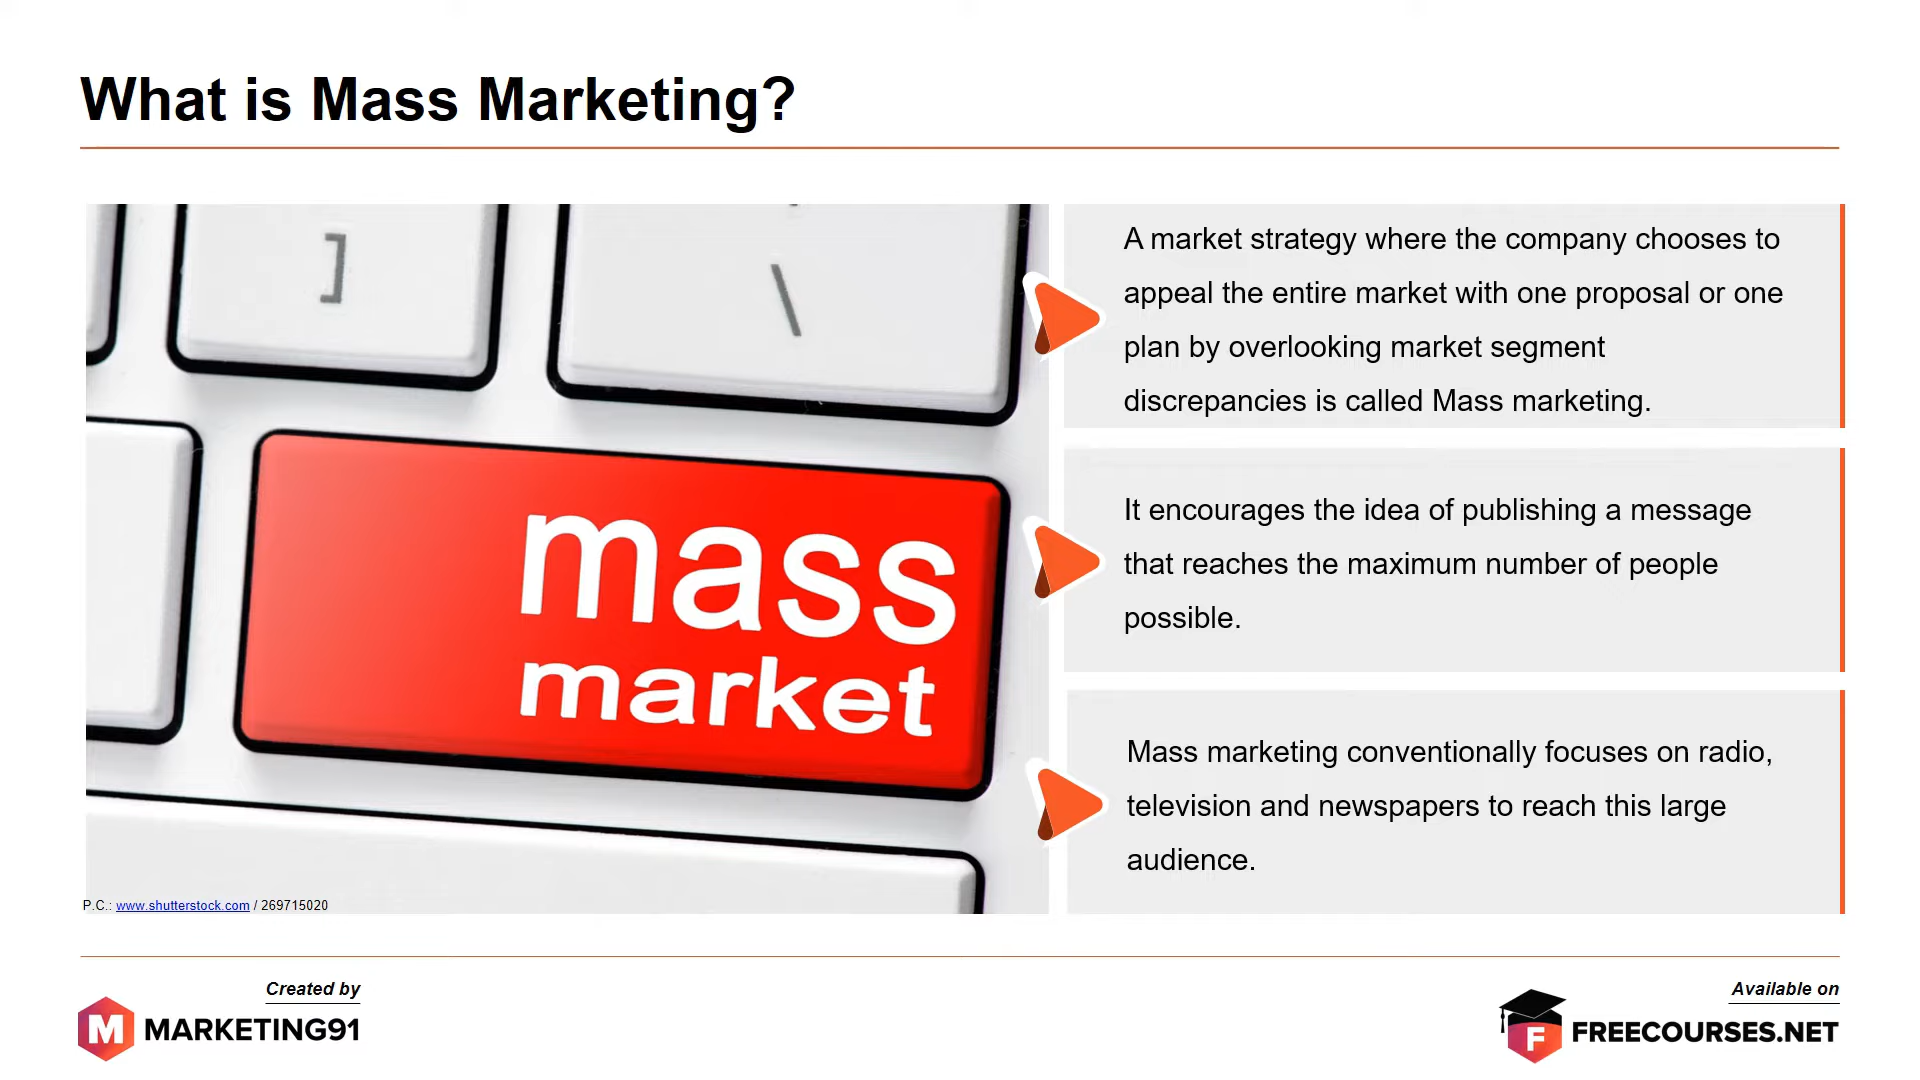 What is Mass Marketing?
]
\
mass
market
A market strategy where the company chooses to
appeal the entire market with one proposal or one
plan by overlooking market segment
discrepancies is called Mass marketing.
It encourages the idea of publishing a message
that reaches the maximum number of people
possible.
Mass marketing conventionally focuses on radio,
television and newspapers to reach this large
audience.
P.C.: www.shutterstock.com / 269715020
Created by
M MARKETING91
Available on
F FREECOURSES.NET